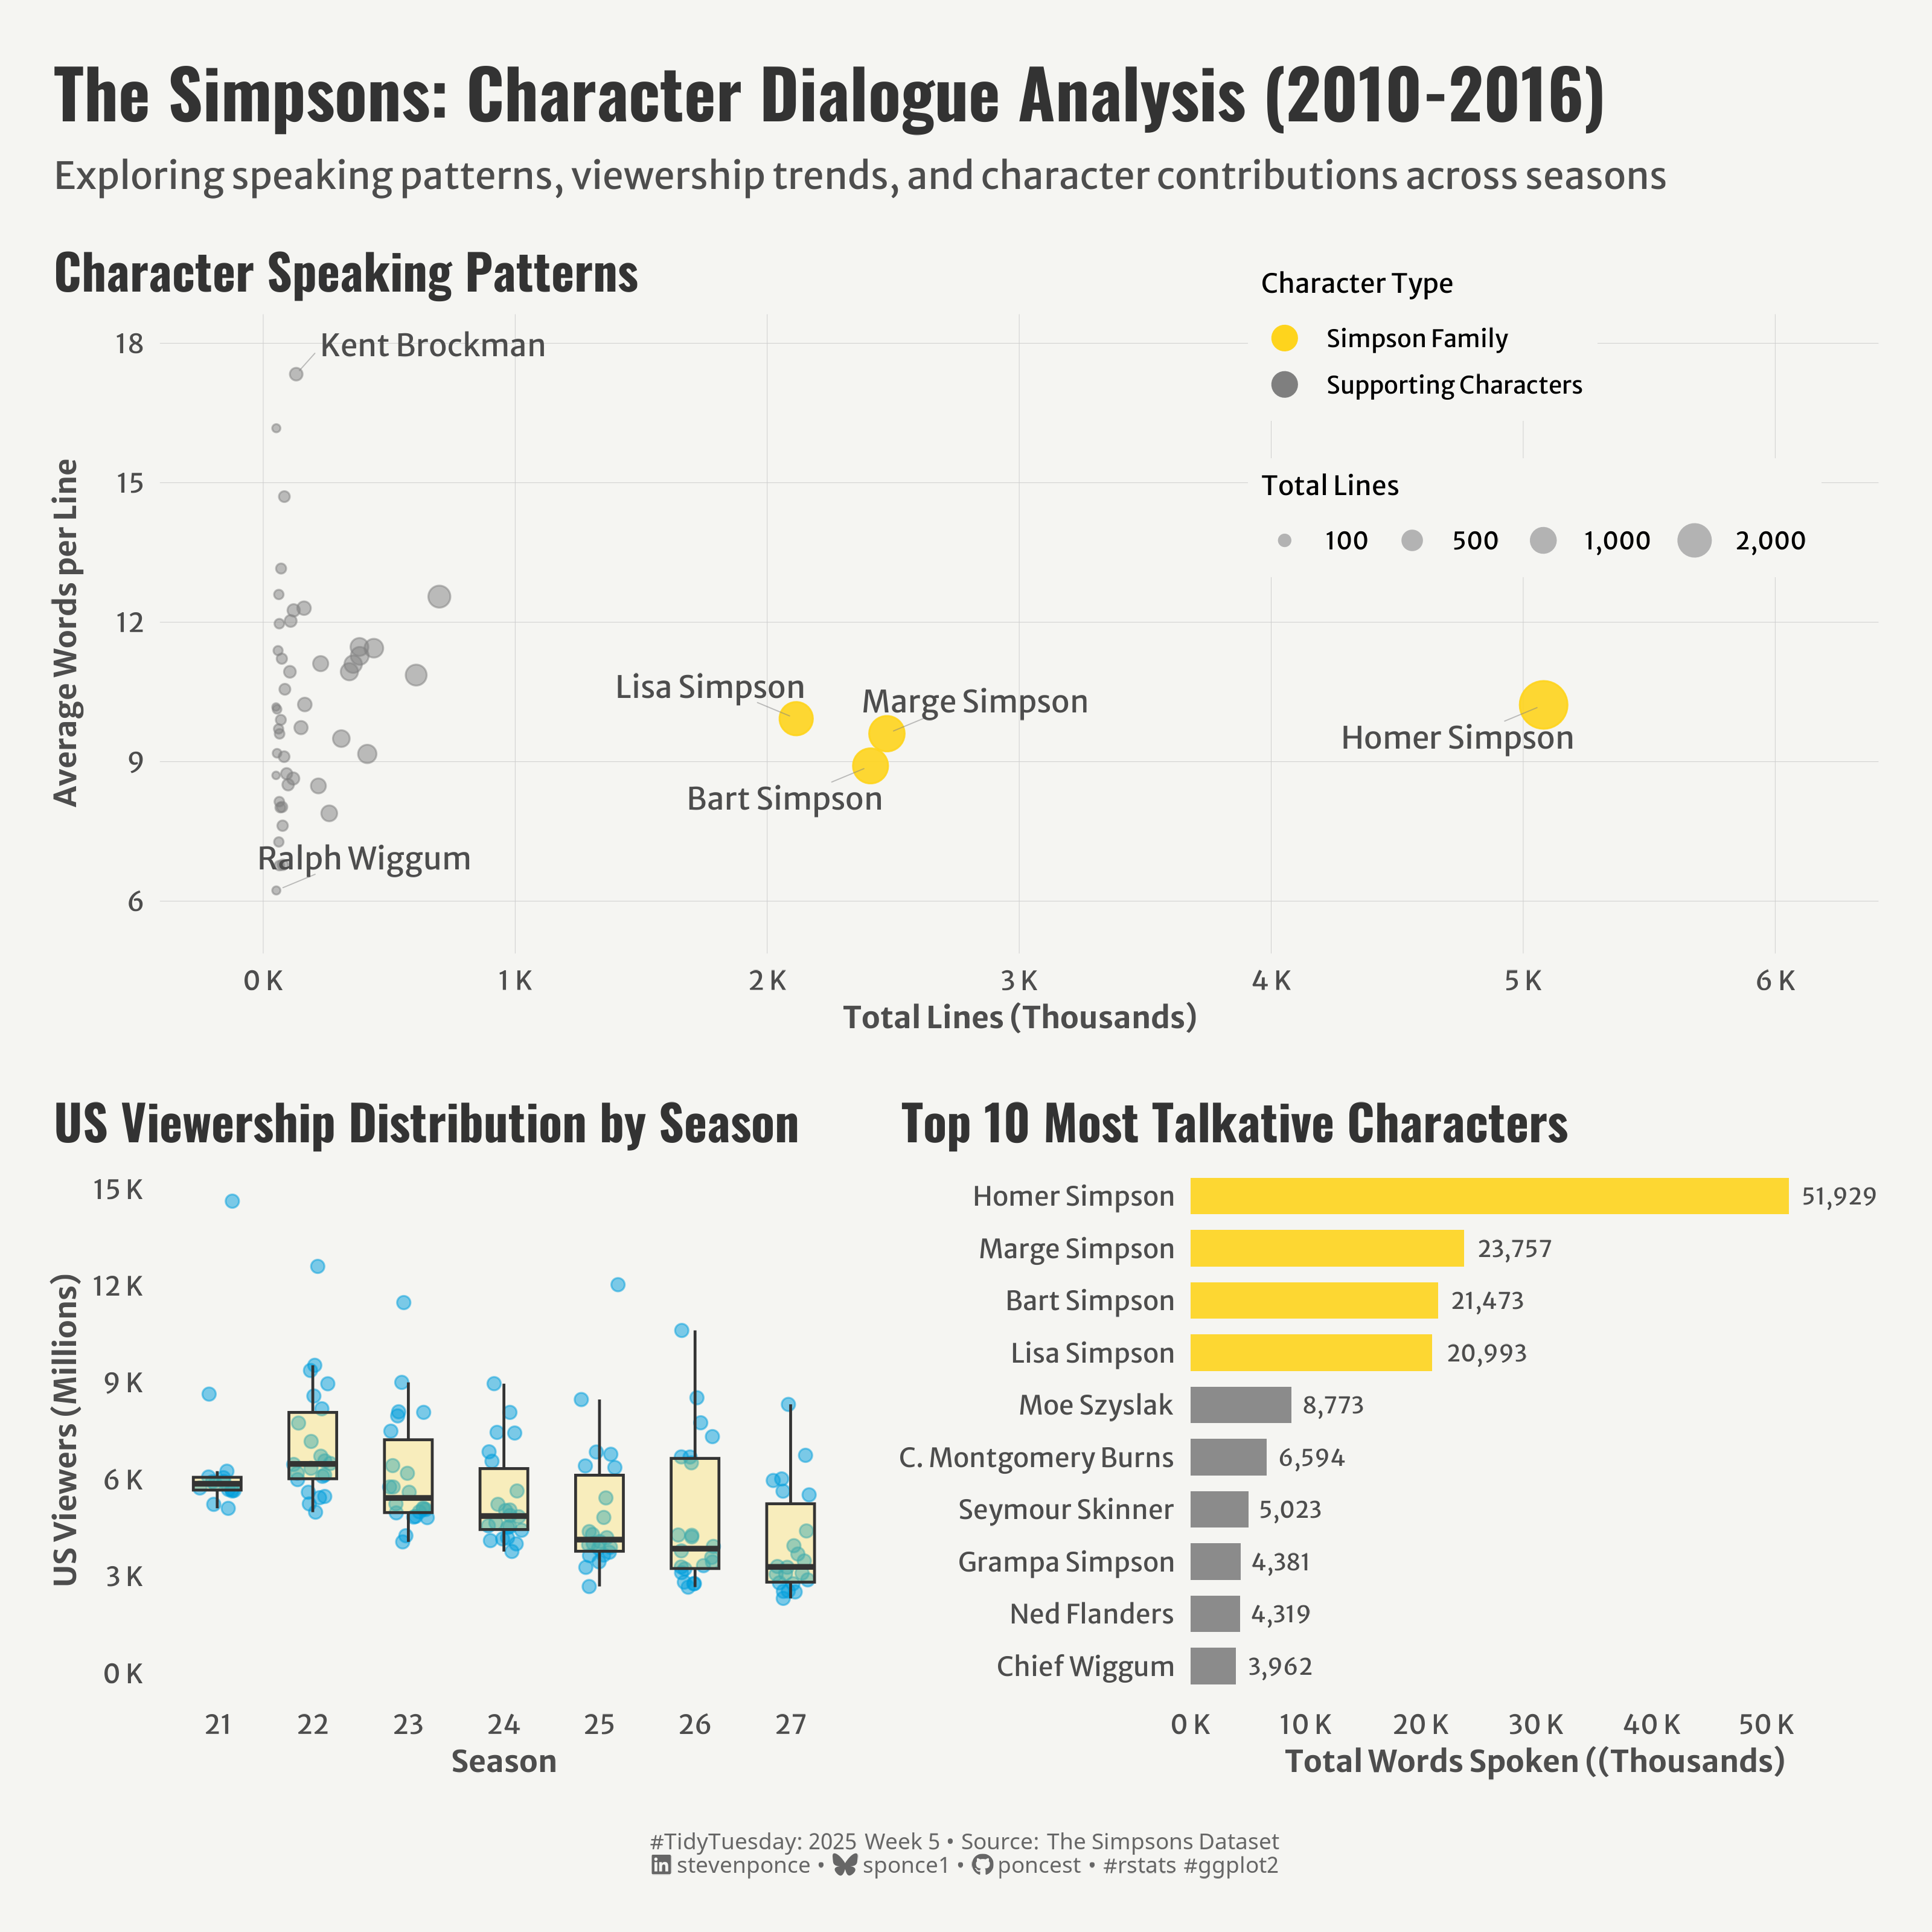 The Simpsons: Character Dialogue Analysis (2010-2016)
Exploring speaking patterns, viewership trends, and character contributions across seasons
Character Speaking Patterns
Character Type
Simpson Family
Supporting Characters
Total Lines
100 500 1,000 2,000
Average Words per Line
18
15
12
9
6
Kent Brockman
Lisa Simpson
Marge Simpson
Homer Simpson
Bart Simpson
Ralph Wiggum
0 K 1 K 2 K 3 K 4 K 5 K 6 K
Total Lines (Thousands)
US Viewership Distribution by Season
US Viewers (Millions)
15 K
12 K
9 K
6 K
3 K
0 K
21 22 23 24 25 26 27
Season
Top 10 Most Talkative Characters
Homer Simpson 51,929
Marge Simpson 23,757
Bart Simpson 21,473
Lisa Simpson 20,993
Moe Szyslak 8,773
C. Montgomery Burns 6,594
Seymour Skinner 5,023
Grampa Simpson 4,381
Ned Flanders 4,319
Chief Wiggum 3,962
0 K 10 K 20 K 30 K 40 K 50 K
Total Words Spoken ((Thousands)
#TidyTuesday: 2025 Week 5 • Source: The Simpsons Dataset
stevenponce • sponce1 • poncest • #rstats #ggplot2